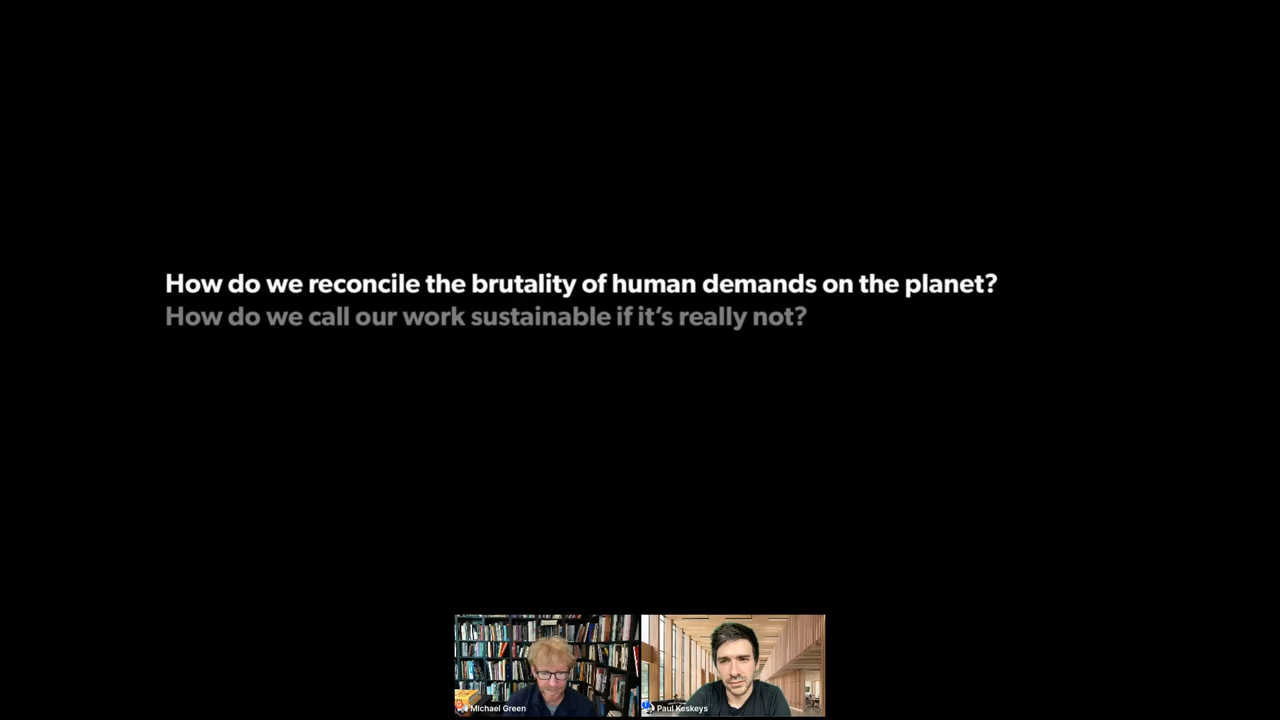 How do we reconcile the brutality of human demands on the planet?
How do we call our work sustainable if it’s really not?
Michael Green
Paul Keskeys